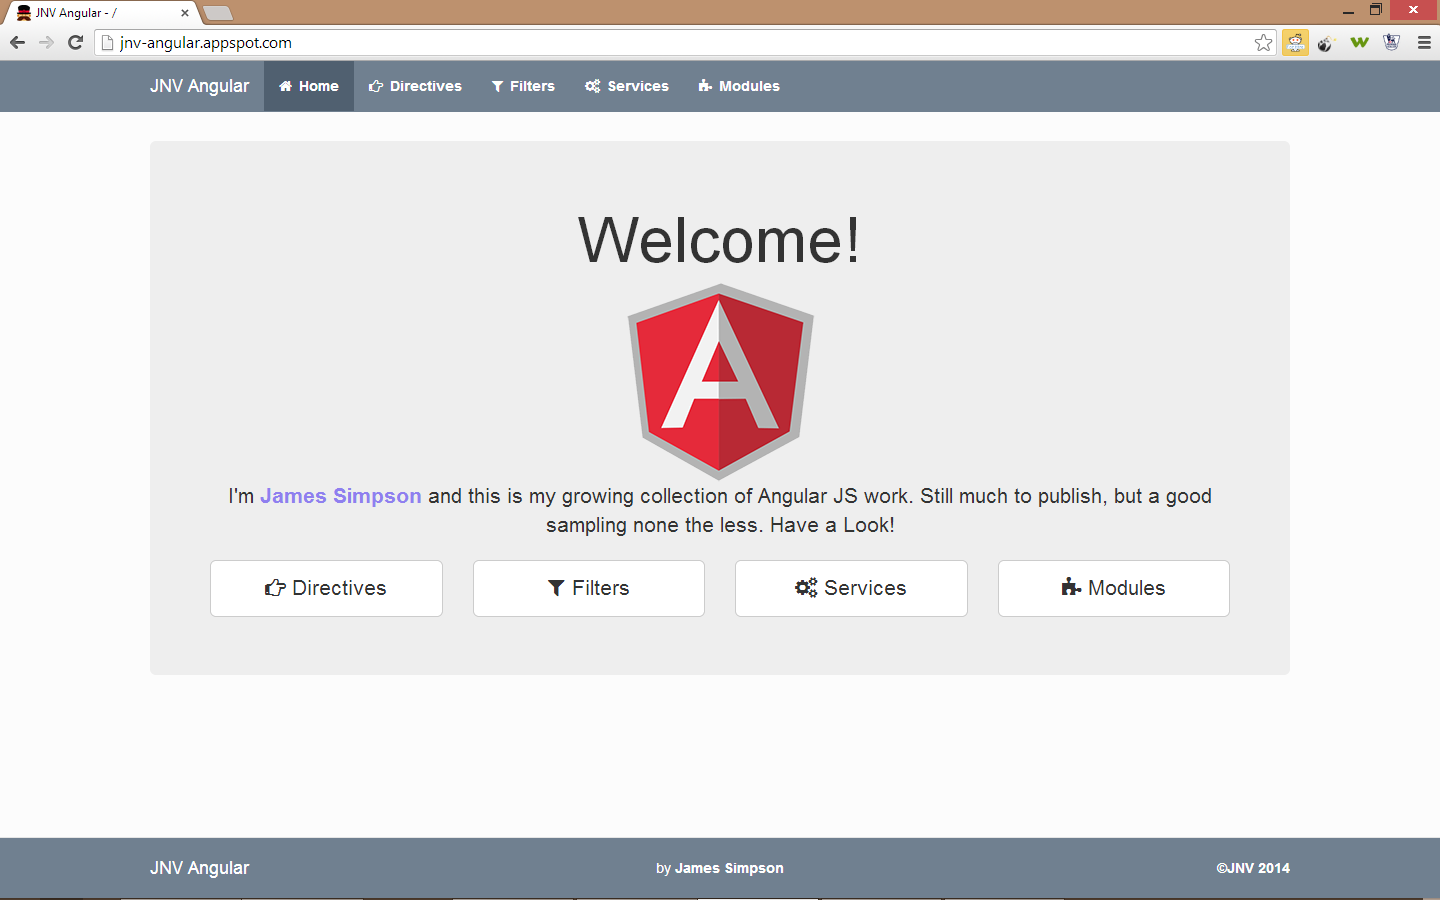 JNV Angular - /
jnv-angular.appspot.com
JNV Angular Home Directives Filters Services Modules
Welcome!
A
I'm James Simpson and this is my growing collection of Angular JS work. Still much to publish, but a good
sampling none the less. Have a Look!
Directives Filters Services Modules
JNV Angular by James Simpson ©JNV 2014